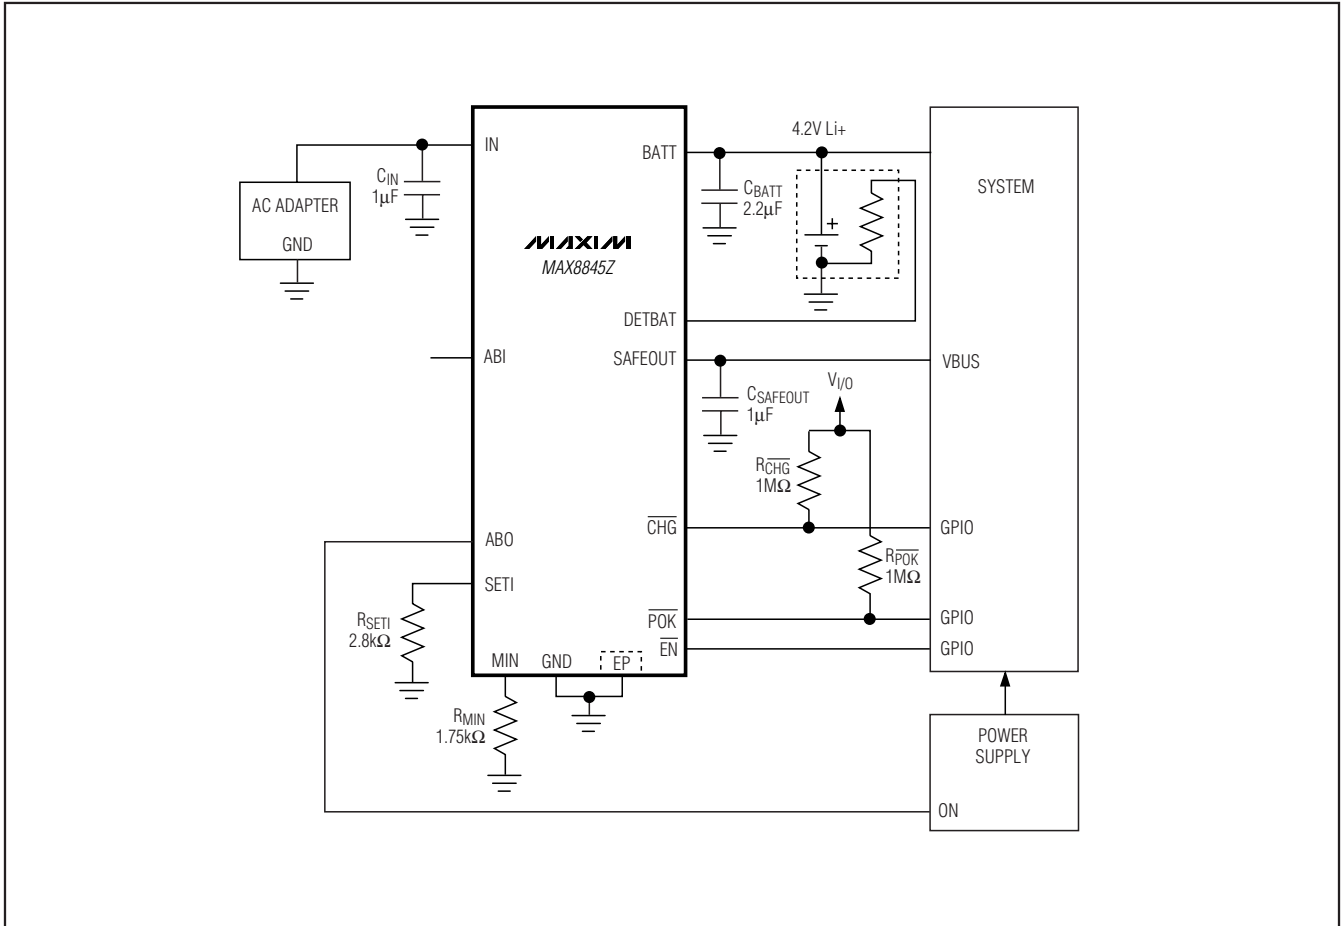 4.2V Li+
IN
BATT
CIN
1µF
CBATT
2.2µF
SYSTEM
AC ADAPTER
GND
MAXIM
MAX8845Z
DETBAT
ABI
SAFEOUT
VBUS
VI/O
CSAFEOUT
1µF
RCHG
1MΩ
CHG
GPIO
ABO
RPOK
1MΩ
SETI
RSETI
2.8kΩ
POK
GPIO
EN
GPIO
MIN
GND
EP
RMIN
1.75kΩ
POWER
SUPPLY
ON
+